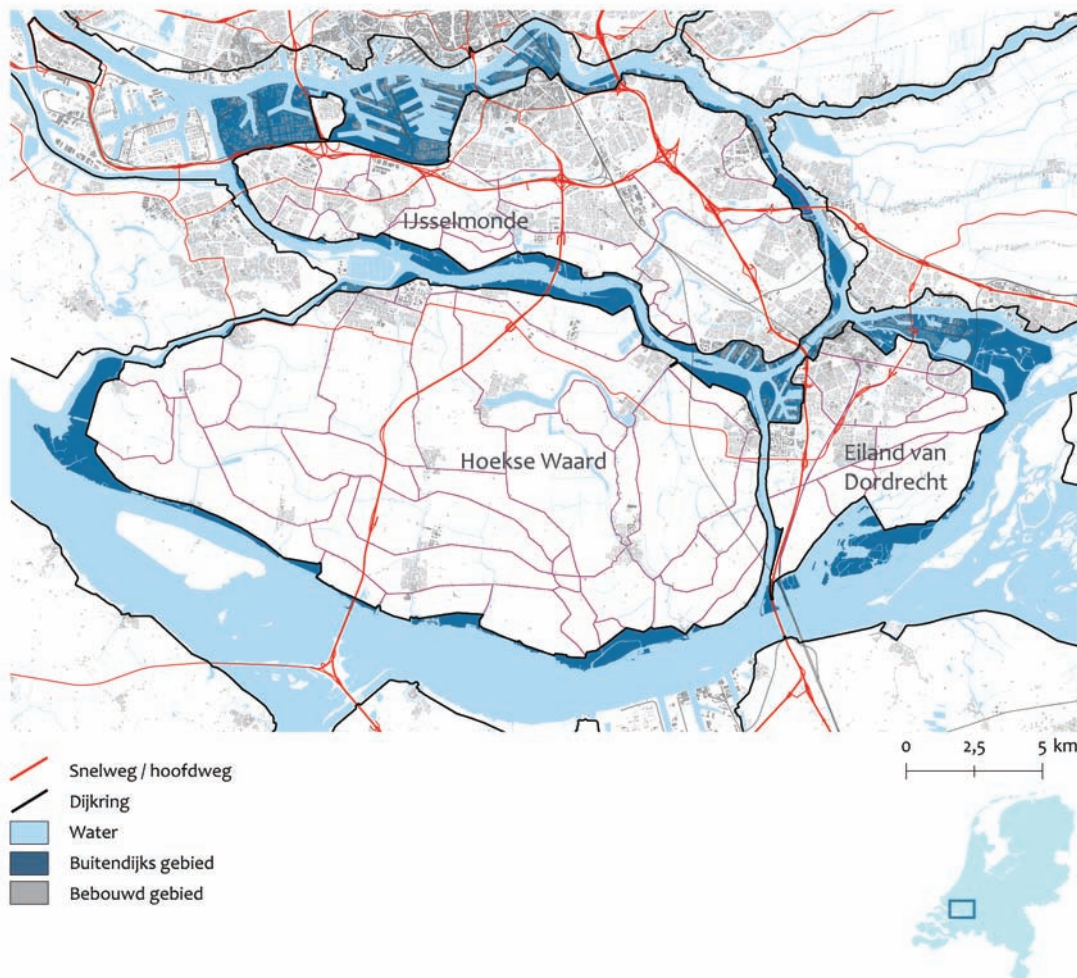 IJsselmonde
Hoekse Waard
Eiland van
Dordrecht
0 2,5 5 km
Snelweg / hoofdweg
Dijkring
Water
Buitendijks gebied
Bebouwd gebied